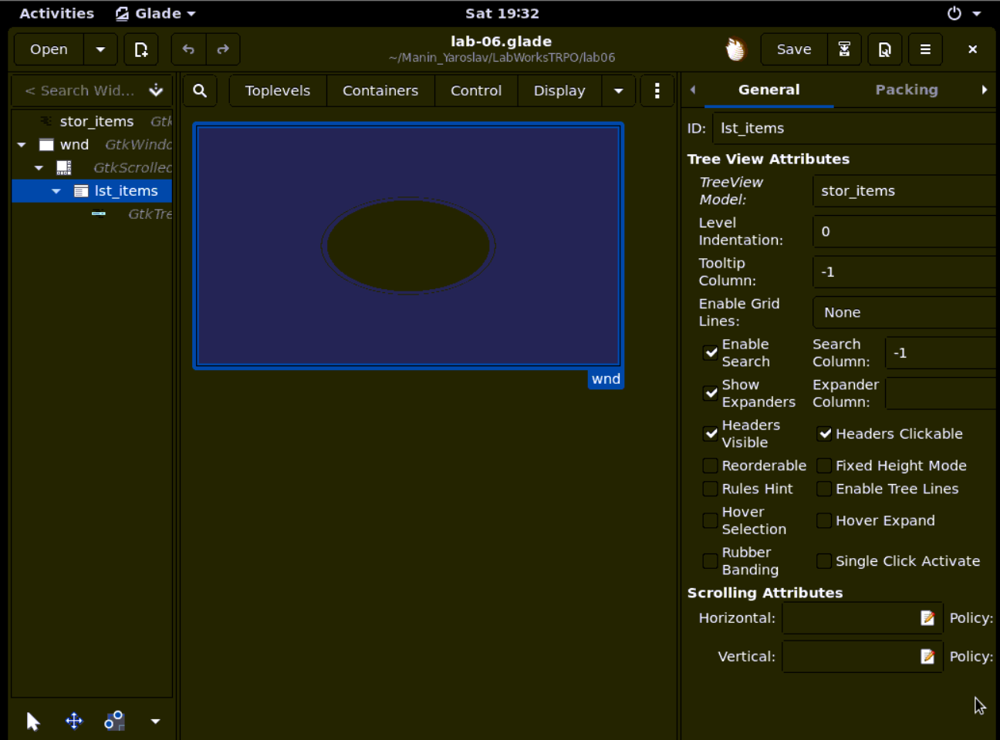 Activities Glade Sat 19:32
Open lab-06.glade Save
~/Manin_Yaroslav/LabWorksTRPO/lab06
< Search Wid... Toplevels Containers Control Display General Packing
stor_items Gtk
wnd GtkWindo
GtkScrolled
lst_items
GtkTre
wnd
ID: lst_items
Tree View Attributes
TreeView
Model: stor_items
Level
Indentation: 0
Tooltip
Column: -1
Enable Grid
Lines: None
Enable
Search
Search
Column: -1
Show
Expanders
Expander
Column:
Headers
Visible
Headers Clickable
Reorderable Fixed Height Mode
Rules Hint Enable Tree Lines
Hover
Selection
Hover Expand
Rubber
Banding
Single Click Activate
Scrolling Attributes
Horizontal: Policy:
Vertical: Policy: